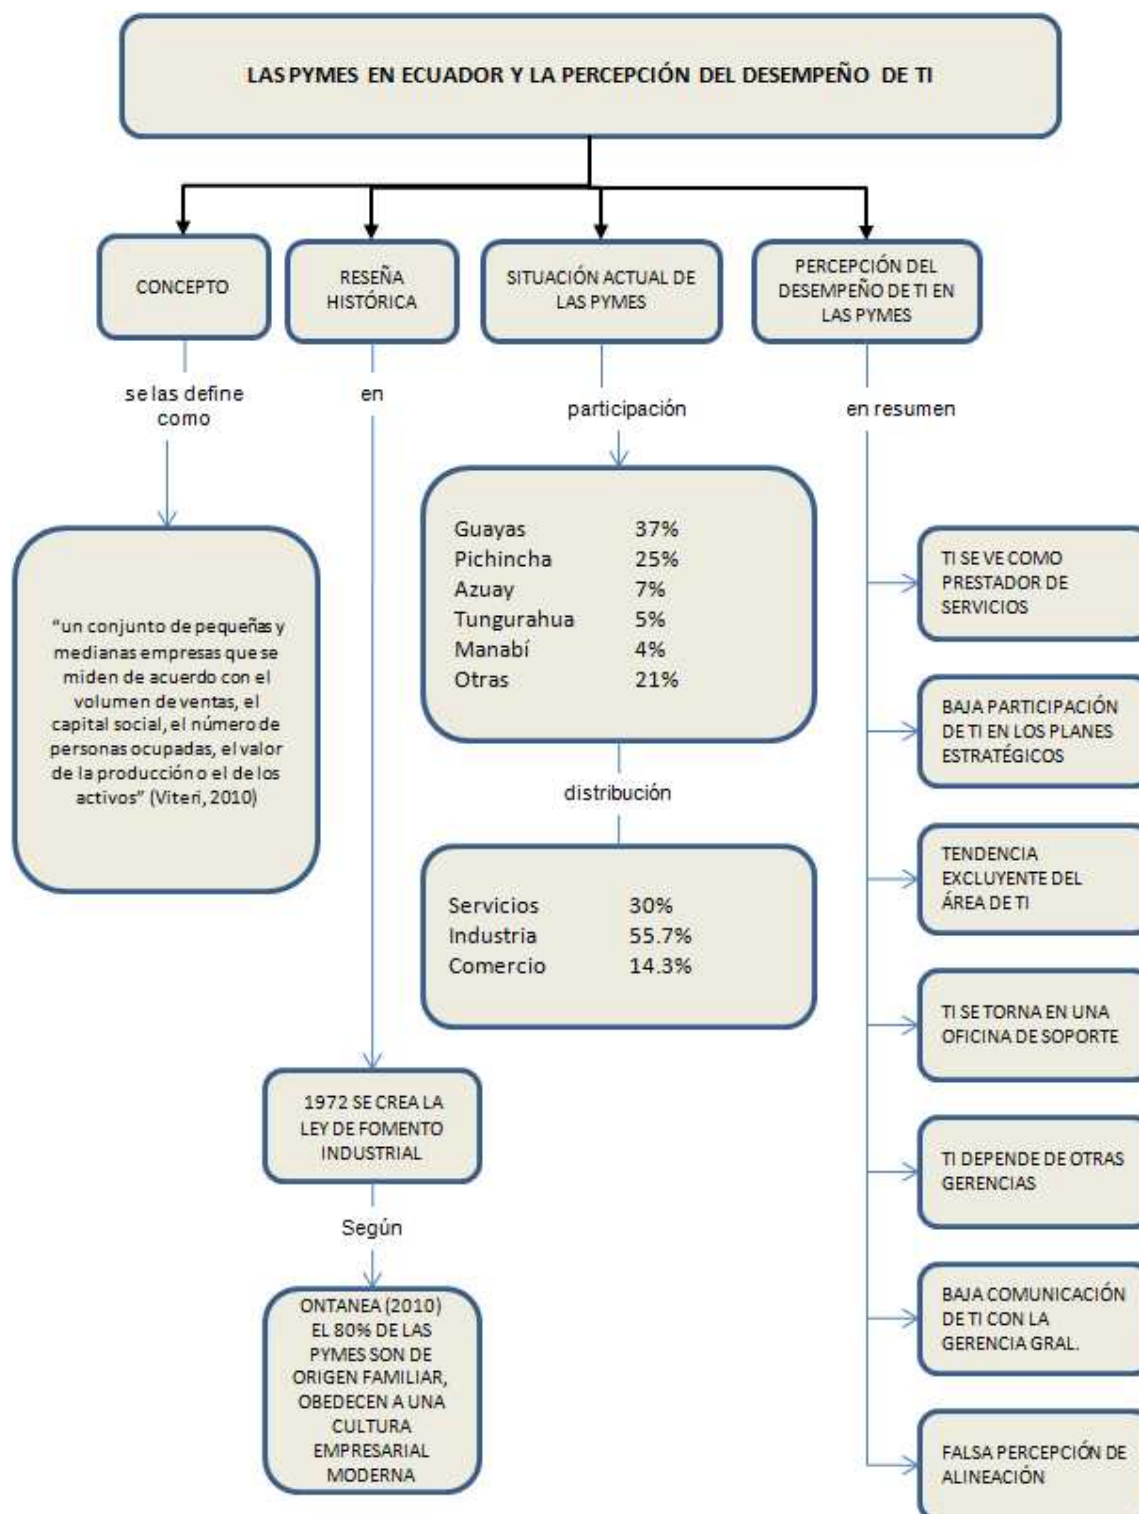 LAS PYMES EN ECUADOR Y LA PERCEPCIÓN DEL DESEMPEÑO DE TI
CONCEPTO
se las define
como
“un conjunto de pequeñas y
medianas empresas que se
miden de acuerdo con el
volumen de ventas, el
capital social, el número de
personas ocupadas, el valor
de la producción o el de los
activos” (Viteri, 2010)
RESEÑA
HISTÓRICA
en
1972 SE CREA LA
LEY DE FOMENTO
INDUSTRIAL
Según
ONTANEA (2010)
EL 80% DE LAS
PYMES SON DE
ORIGEN FAMILIAR,
OBEDECEN A UNA
CULTURA
EMPRESARIAL
MODERNA
SITUACIÓN ACTUAL DE
LAS PYMES
participación
Guayas 37%
Pichincha 25%
Azuay 7%
Tungurahua 5%
Manabí 4%
Otras 21%
distribución
Servicios 30%
Industria 55.7%
Comercio 14.3%
PERCEPCIÓN DEL
DESEMPEÑO DE TI EN
LAS PYMES
en resumen
TI SE VE COMO
PRESTADOR DE
SERVICIOS
BAJA PARTICIPACIÓN
DE TI EN LOS PLANES
ESTRATÉGICOS
TENDENCIA
EXCLUYENTE DEL
ÁREA DE TI
TI SE TORNA EN UNA
OFICINA DE SOPORTE
TI DEPENDE DE OTRAS
GERENCIAS
BAJA COMUNICACIÓN
DE TI CON LA
GERENCIA GRAL.
FALSA PERCEPCIÓN DE
ALINEACIÓN